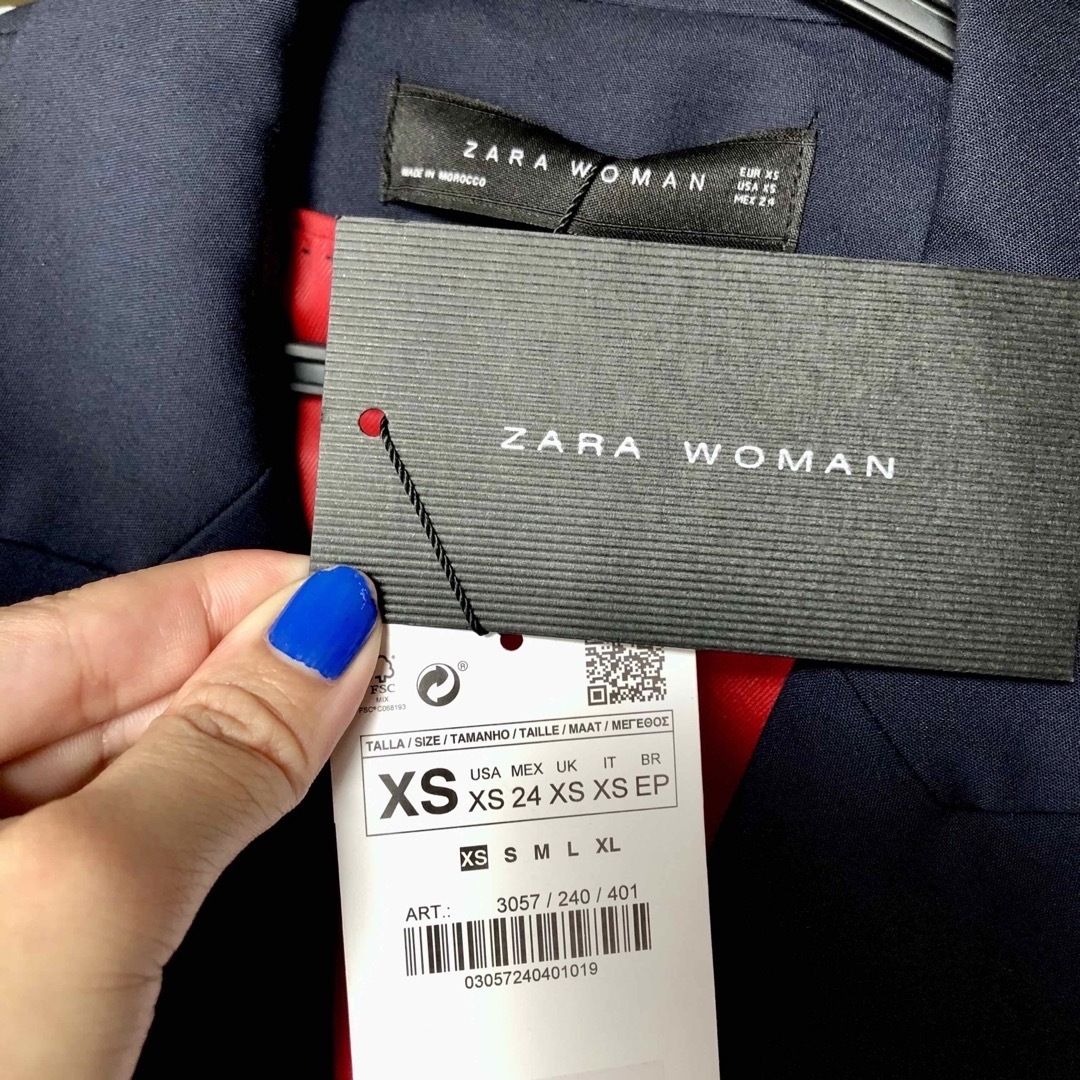 ZARA WOMAN
MADE IN MOROCCO
EUR XS
USA XS
MEX 24
ZARA WOMAN
FSC
MIX
FSC® C068193
®
TALLA / SIZE / TAMANHO / TAILLE / MAAT / ΜΕΓΕΘΟΣ
XS
USA MEX UK IT BR
XS 24 XS XS EP
XS S M L XL
ART.: 3057 / 240 / 401
03057240401019